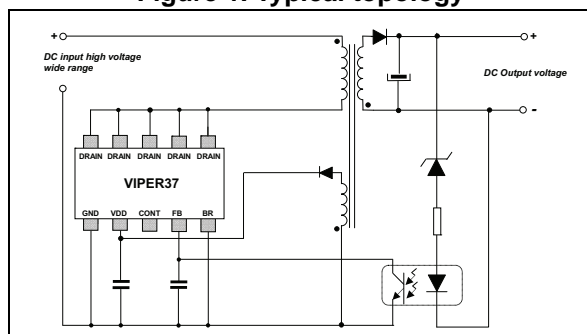 Figure 1. Typical topology
+
DC input high voltage
wide range
+
DC Output voltage
-
DRAIN DRAIN DRAIN DRAIN DRAIN
VIPER37
GND VDD CONT FB BR